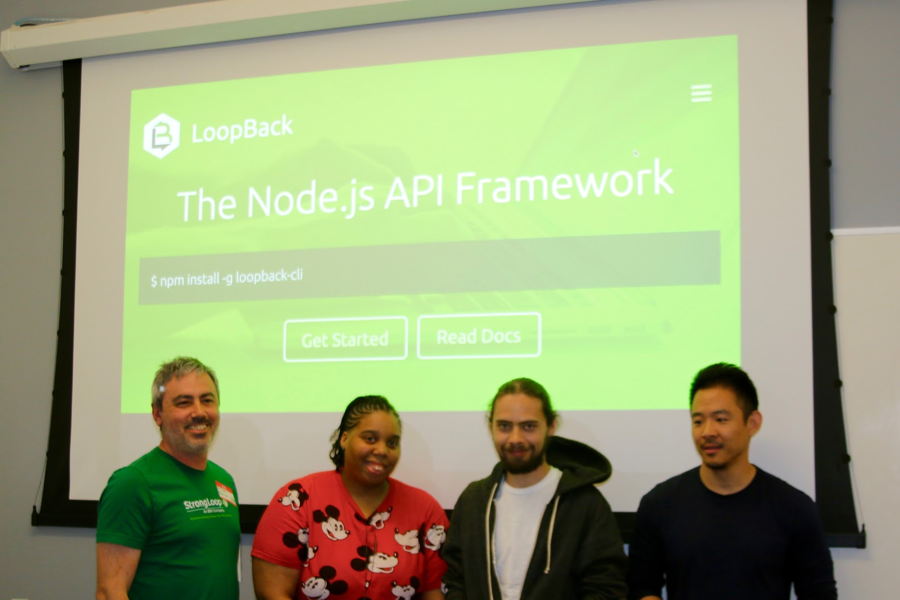 LoopBack
The Node.js API Framework
$ npm install -g loopback-cli
Get Started
Read Docs
StrongLoop